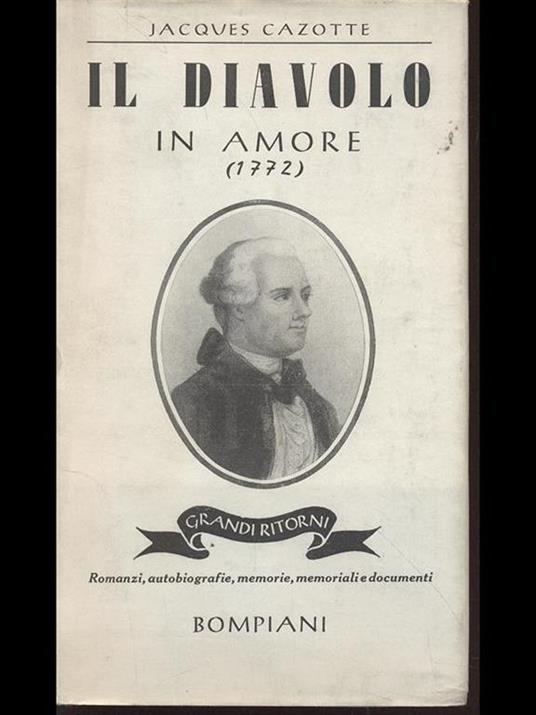 JACQUES CAZOTTE
IL DIAVOLO
IN AMORE
(1772)
GRANDI RITORNI
Romanzi, autobiografie, memorie, memoriali e documenti
BOMPIANI